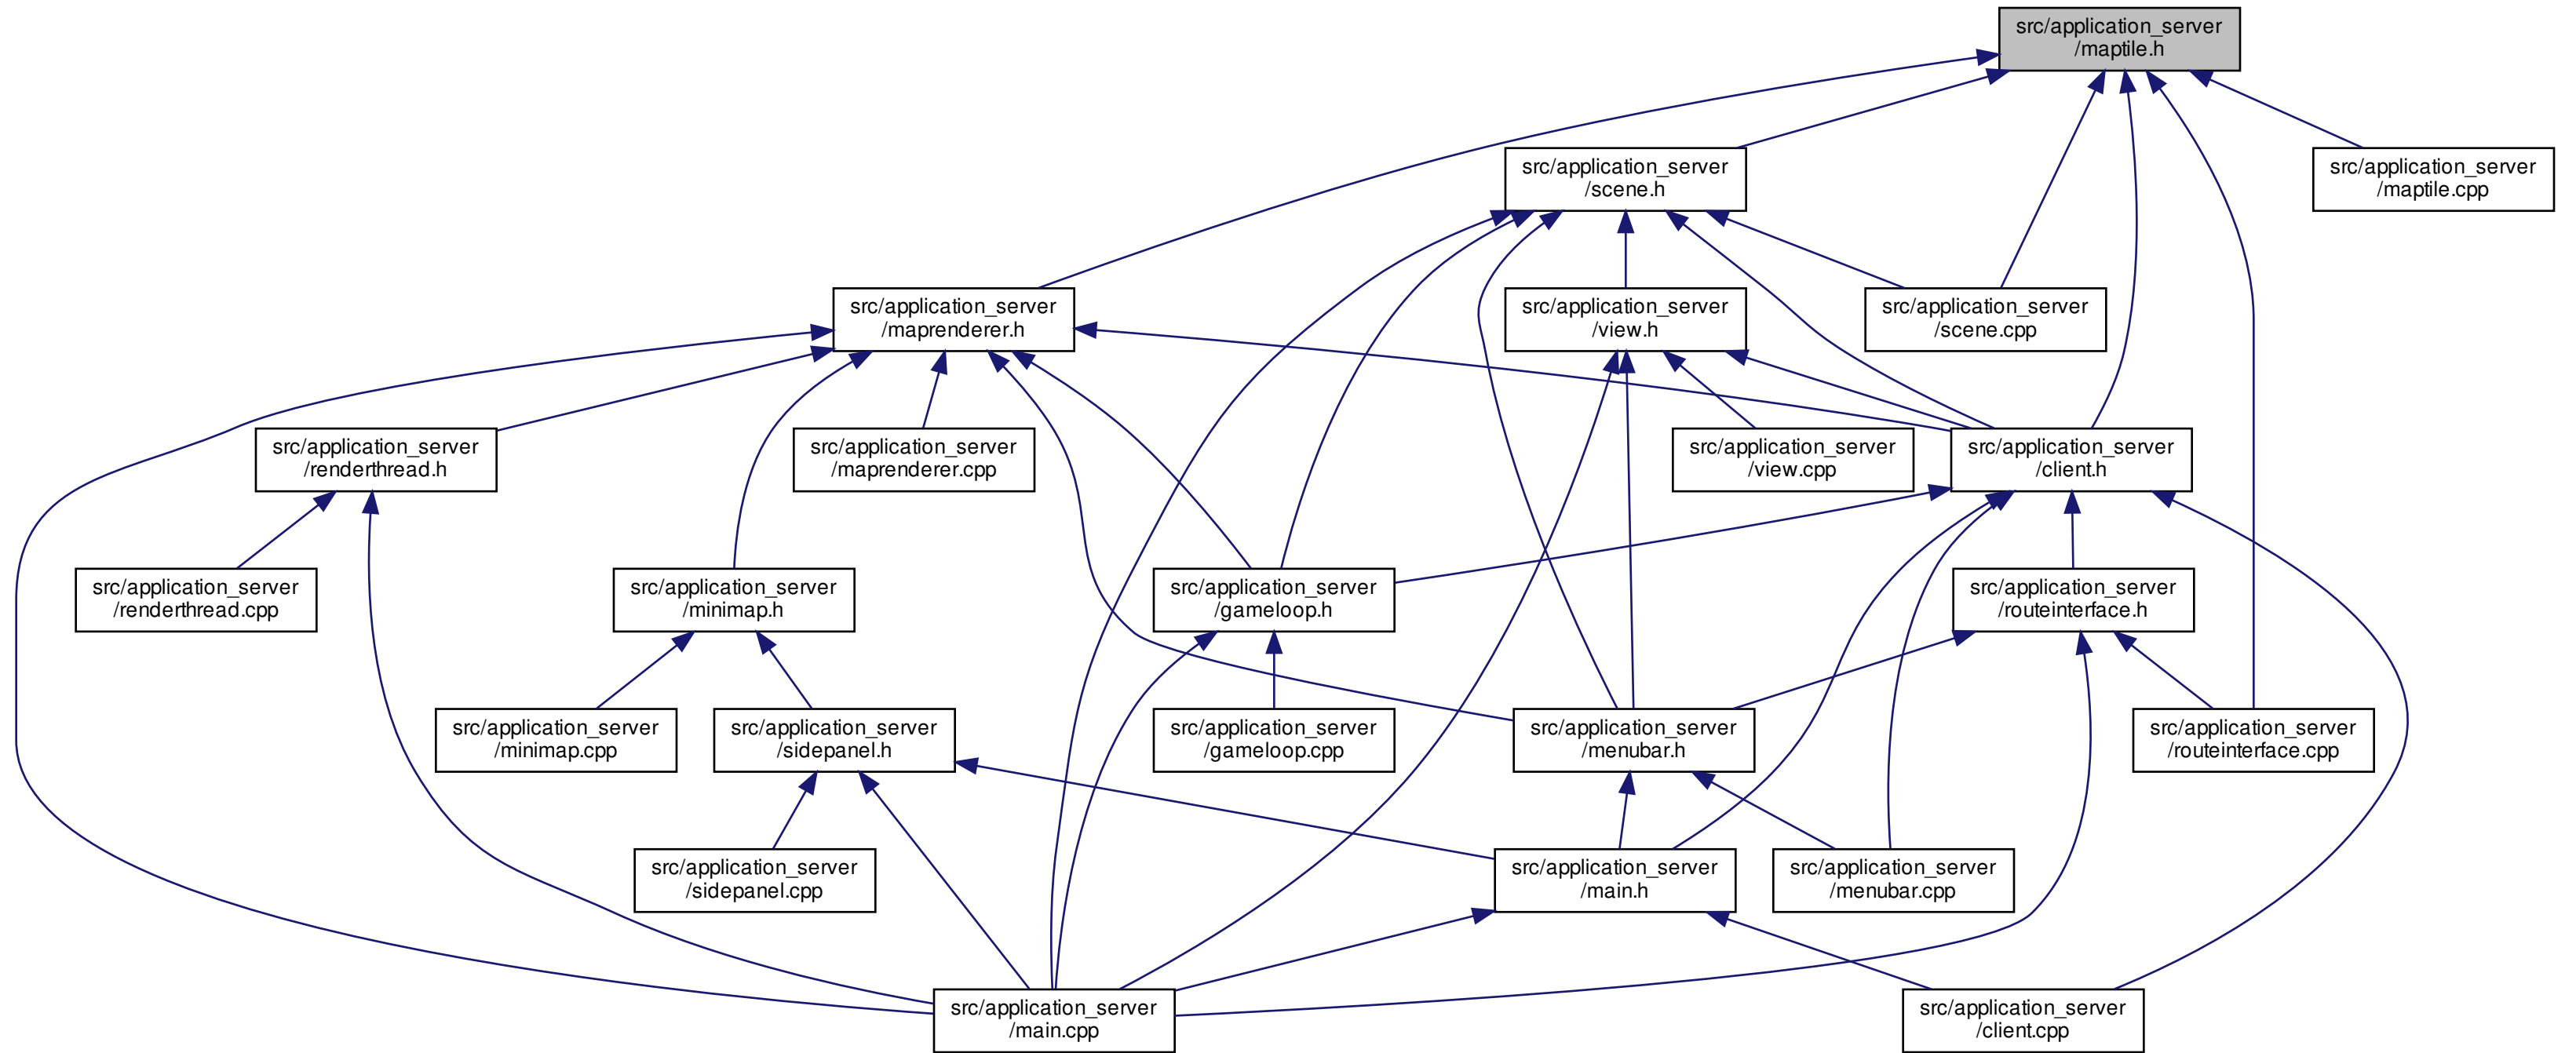 src/application_server
/maptile.h
src/application_server
/scene.h
src/application_server
/maptile.cpp
src/application_server
/maprenderer.h
src/application_server
/view.h
src/application_server
/scene.cpp
src/application_server
/renderthread.h
src/application_server
/maprenderer.cpp
src/application_server
/view.cpp
src/application_server
/client.h
src/application_server
/renderthread.cpp
src/application_server
/minimap.h
src/application_server
/gameloop.h
src/application_server
/routeinterface.h
src/application_server
/minimap.cpp
src/application_server
/sidepanel.h
src/application_server
/gameloop.cpp
src/application_server
/menubar.h
src/application_server
/routeinterface.cpp
src/application_server
/sidepanel.cpp
src/application_server
/main.h
src/application_server
/menubar.cpp
src/application_server
/main.cpp
src/application_server
/client.cpp